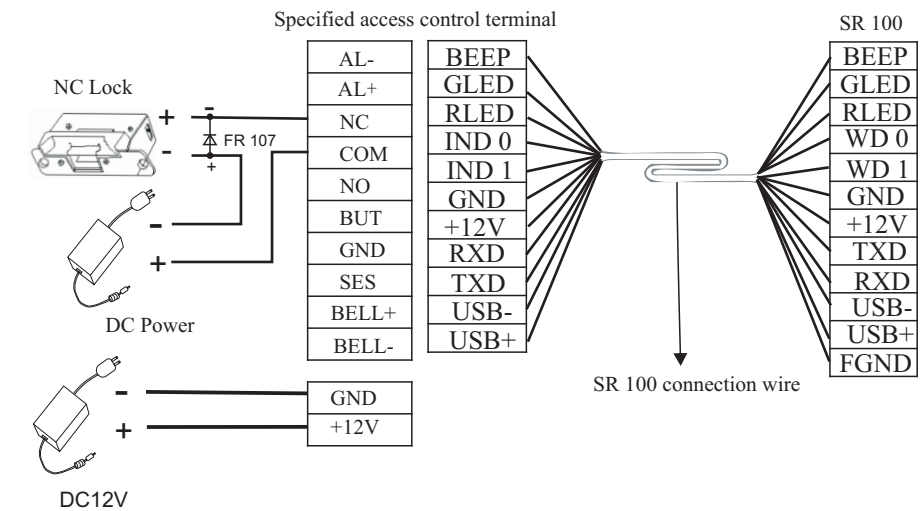 Specified access control terminal
SR 100
NC Lock
+
-
-
FR 107
+
-
+
DC Power
-
+
DC12V
AL-
AL+
NC
COM
NO
BUT
GND
SES
BELL+
BELL-
GND
+12V
BEEP
GLED
RLED
IND 0
IND 1
GND
+12V
RXD
TXD
USB-
USB+
SR 100 connection wire
BEEP
GLED
RLED
WD 0
WD 1
GND
+12V
TXD
RXD
USB-
USB+
FGND